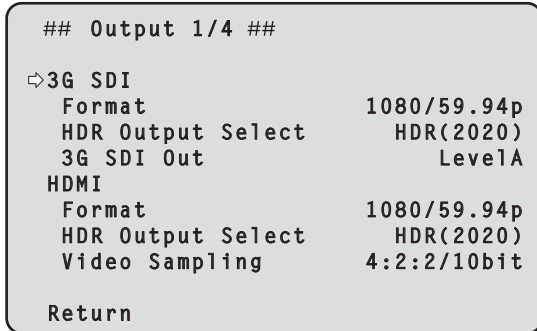 ## Output 1/4 ##
⇨3G SDI
Format 1080/59.94p
HDR Output Select HDR(2020)
3G SDI Out LevelA
HDMI
Format 1080/59.94p
HDR Output Select HDR(2020)
Video Sampling 4:2:2/10bit
Return